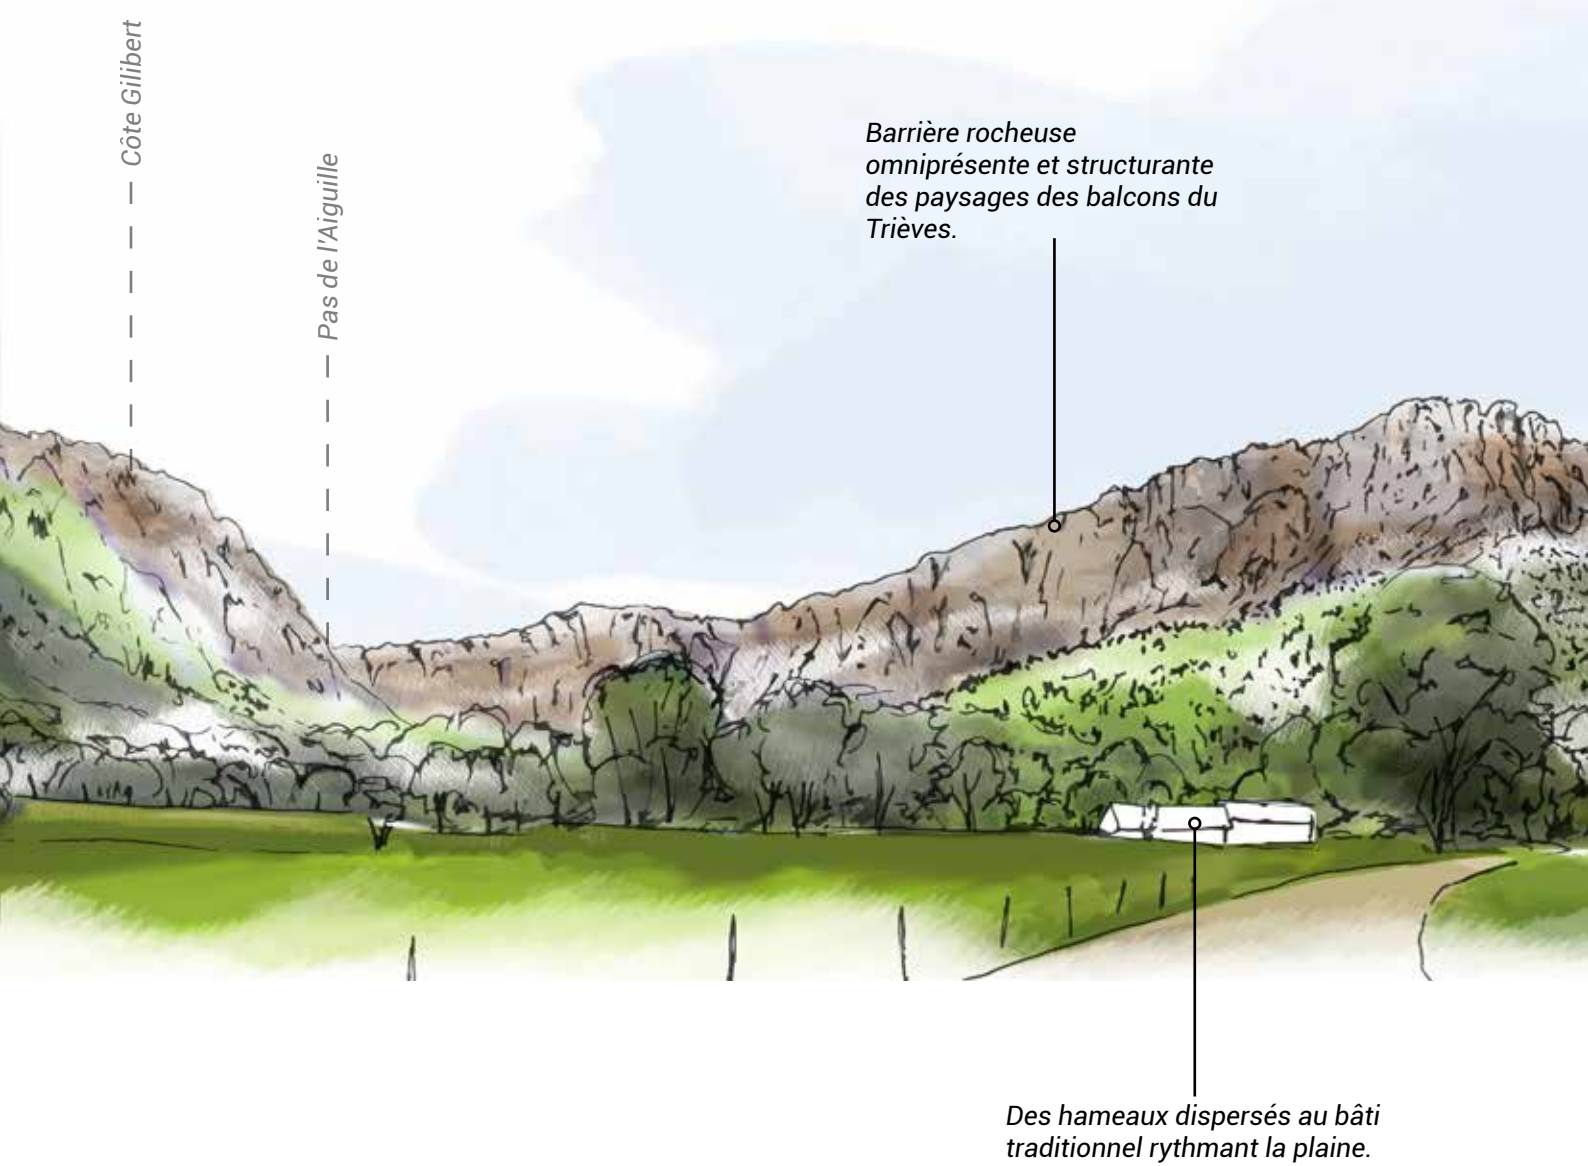 Côte Gilibert
Pas de l'Aiguille
Barrière rocheuse
omniprésente et structurante
des paysages des balcons du
Trièves.
Des hameaux dispersés au bâti
traditionnel rythmant la plaine.